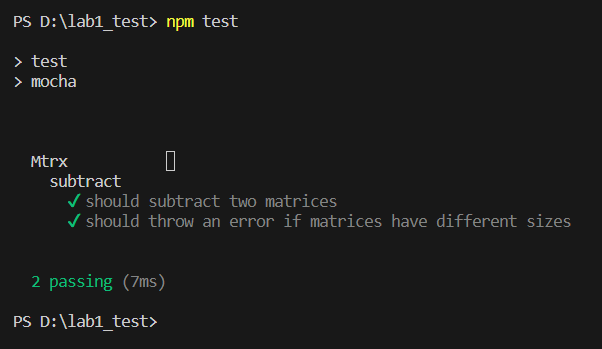 PS D:\lab1_test> npm test
> test
> mocha
Mtrx
subtract
✓ should subtract two matrices
✓ should throw an error if matrices have different sizes
2 passing (7ms)
PS D:\lab1_test>